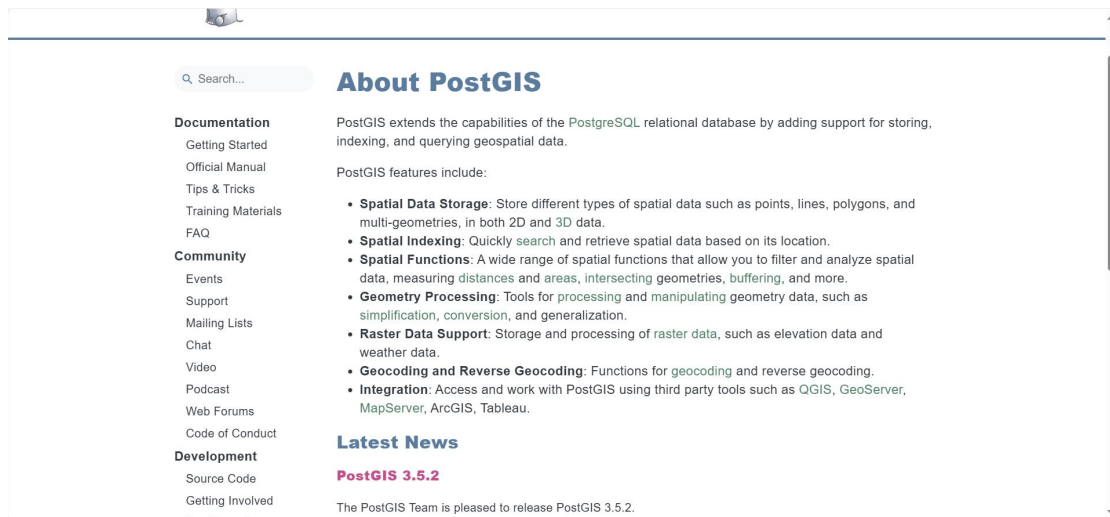 Search...
Documentation
Getting Started
Official Manual
Tips & Tricks
Training Materials
FAQ
Community
Events
Support
Mailing Lists
Chat
Video
Podcast
Web Forums
Code of Conduct
Development
Source Code
Getting Involved
About PostGIS
PostGIS extends the capabilities of the PostgreSQL relational database by adding support for storing,
indexing, and querying geospatial data.
PostGIS features include:
• Spatial Data Storage: Store different types of spatial data such as points, lines, polygons, and
multi-geometries, in both 2D and 3D data.
• Spatial Indexing: Quickly search and retrieve spatial data based on its location.
• Spatial Functions: A wide range of spatial functions that allow you to filter and analyze spatial
data, measuring distances and areas, intersecting geometries, buffering, and more.
• Geometry Processing: Tools for processing and manipulating geometry data, such as
simplification, conversion, and generalization.
• Raster Data Support: Storage and processing of raster data, such as elevation data and
weather data.
• Geocoding and Reverse Geocoding: Functions for geocoding and reverse geocoding.
• Integration: Access and work with PostGIS using third party tools such as QGIS, GeoServer,
MapServer, ArcGIS, Tableau.
Latest News
PostGIS 3.5.2
The PostGIS Team is pleased to release PostGIS 3.5.2.